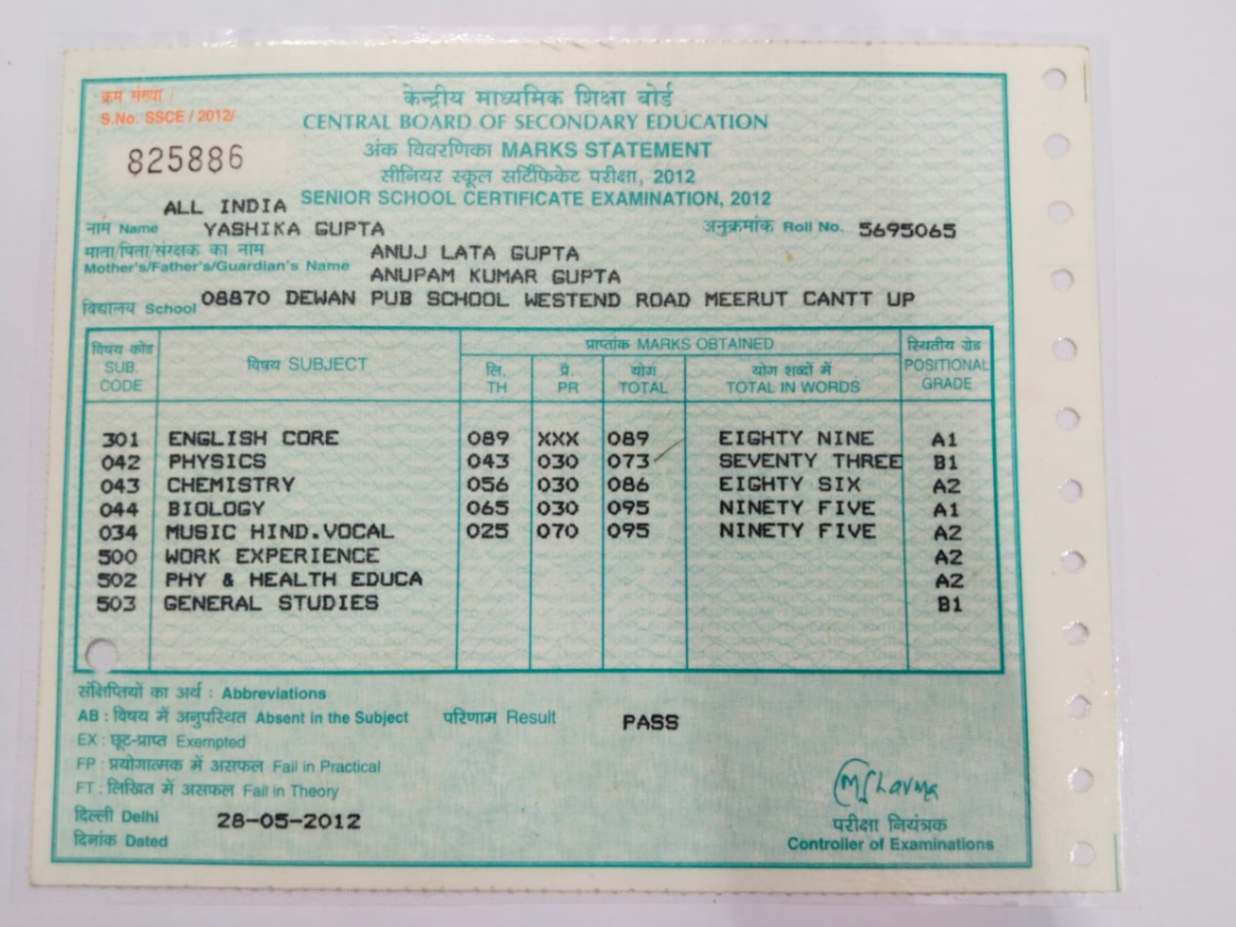 क्रम संख्या /
S.No. SSCE / 2012/
825886
केन्द्रीय माध्यमिक शिक्षा बोर्ड
CENTRAL BOARD OF SECONDARY EDUCATION
अंक विवरणिका MARKS STATEMENT
सीनियर स्कूल सर्टिफिकेट परीक्षा, 2012
SENIOR SCHOOL CERTIFICATE EXAMINATION, 2012
ALL INDIA
नाम Name YASHIKA GUPTA अनुक्रमांक Roll No. 5695065
माता/पिता/संरक्षक का नाम ANUJ LATA GUPTA
Mother's/Father's/Guardian's Name ANUPAM KUMAR GUPTA
विद्यालय School 08870 DEWAN PUB SCHOOL WESTEND ROAD MEERUT CANTT UP
विषय कोड SUB. CODE विषय SUBJECT प्राप्तांक MARKS OBTAINED स्थितीय ग्रेड POSITIONAL GRADE
लि. TH प्रे. PR योग TOTAL योग शब्दों में TOTAL IN WORDS
301 ENGLISH CORE 089 XXX 089 EIGHTY NINE A1
042 PHYSICS 043 030 073 SEVENTY THREE B1
043 CHEMISTRY 056 030 086 EIGHTY SIX A2
044 BIOLOGY 065 030 095 NINETY FIVE A1
034 MUSIC HIND.VOCAL 025 070 095 NINETY FIVE A2
500 WORK EXPERIENCE A2
502 PHY & HEALTH EDUCA A2
503 GENERAL STUDIES B1
संक्षिप्तियों का अर्थ : Abbreviations
AB : विषय में अनुपस्थित Absent in the Subject परिणाम Result PASS
EX : छूट-प्राप्त Exempted
FP : प्रयोगात्मक में असफल Fail in Practical
FT : लिखित में असफल Fail in Theory
दिल्ली Delhi
दिनांक Dated 28-05-2012
परीक्षा नियंत्रक
Controller of Examinations